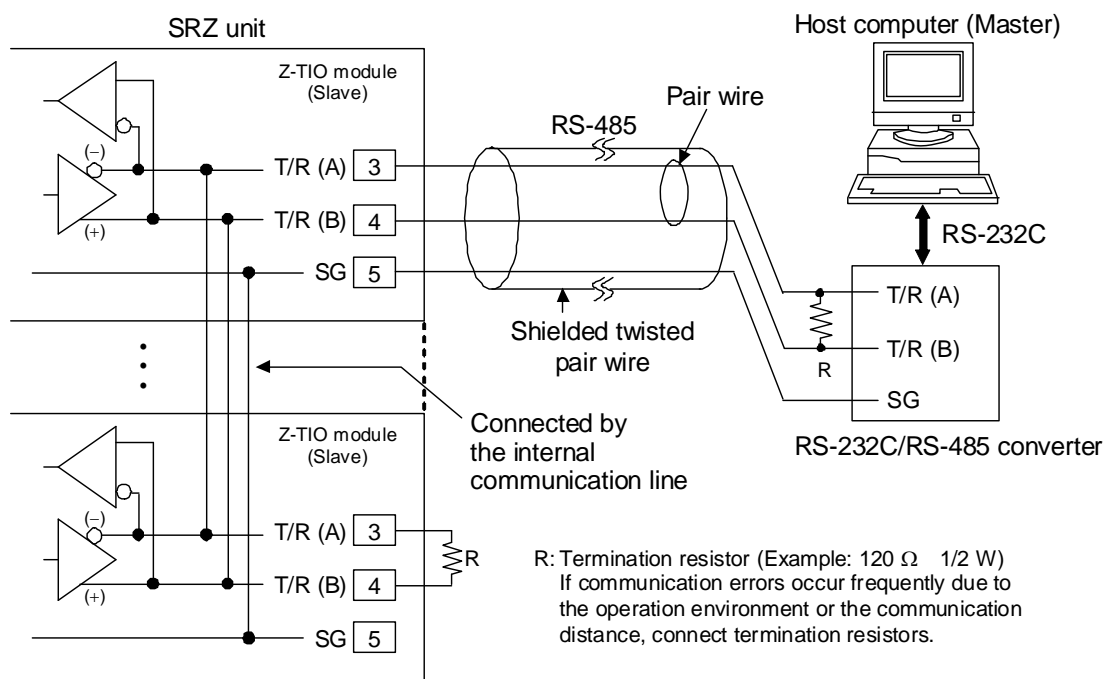 SRZ unit
Host computer (Master)
Z-TIO module
(Slave)
Pair wire
RS-485
(−)
T/R (A) 3
T/R (B) 4
(+)
SG 5
RS-232C
T/R (A)
T/R (B)
R
SG
Shielded twisted
pair wire
RS-232C/RS-485 converter
Connected by
the internal
communication line
Z-TIO module
(Slave)
(−)
T/R (A) 3
R
T/R (B) 4
(+)
SG 5
R: Termination resistor (Example: 120 Ω 1/2 W)
If communication errors occur frequently due to
the operation environment or the communication
distance, connect termination resistors.